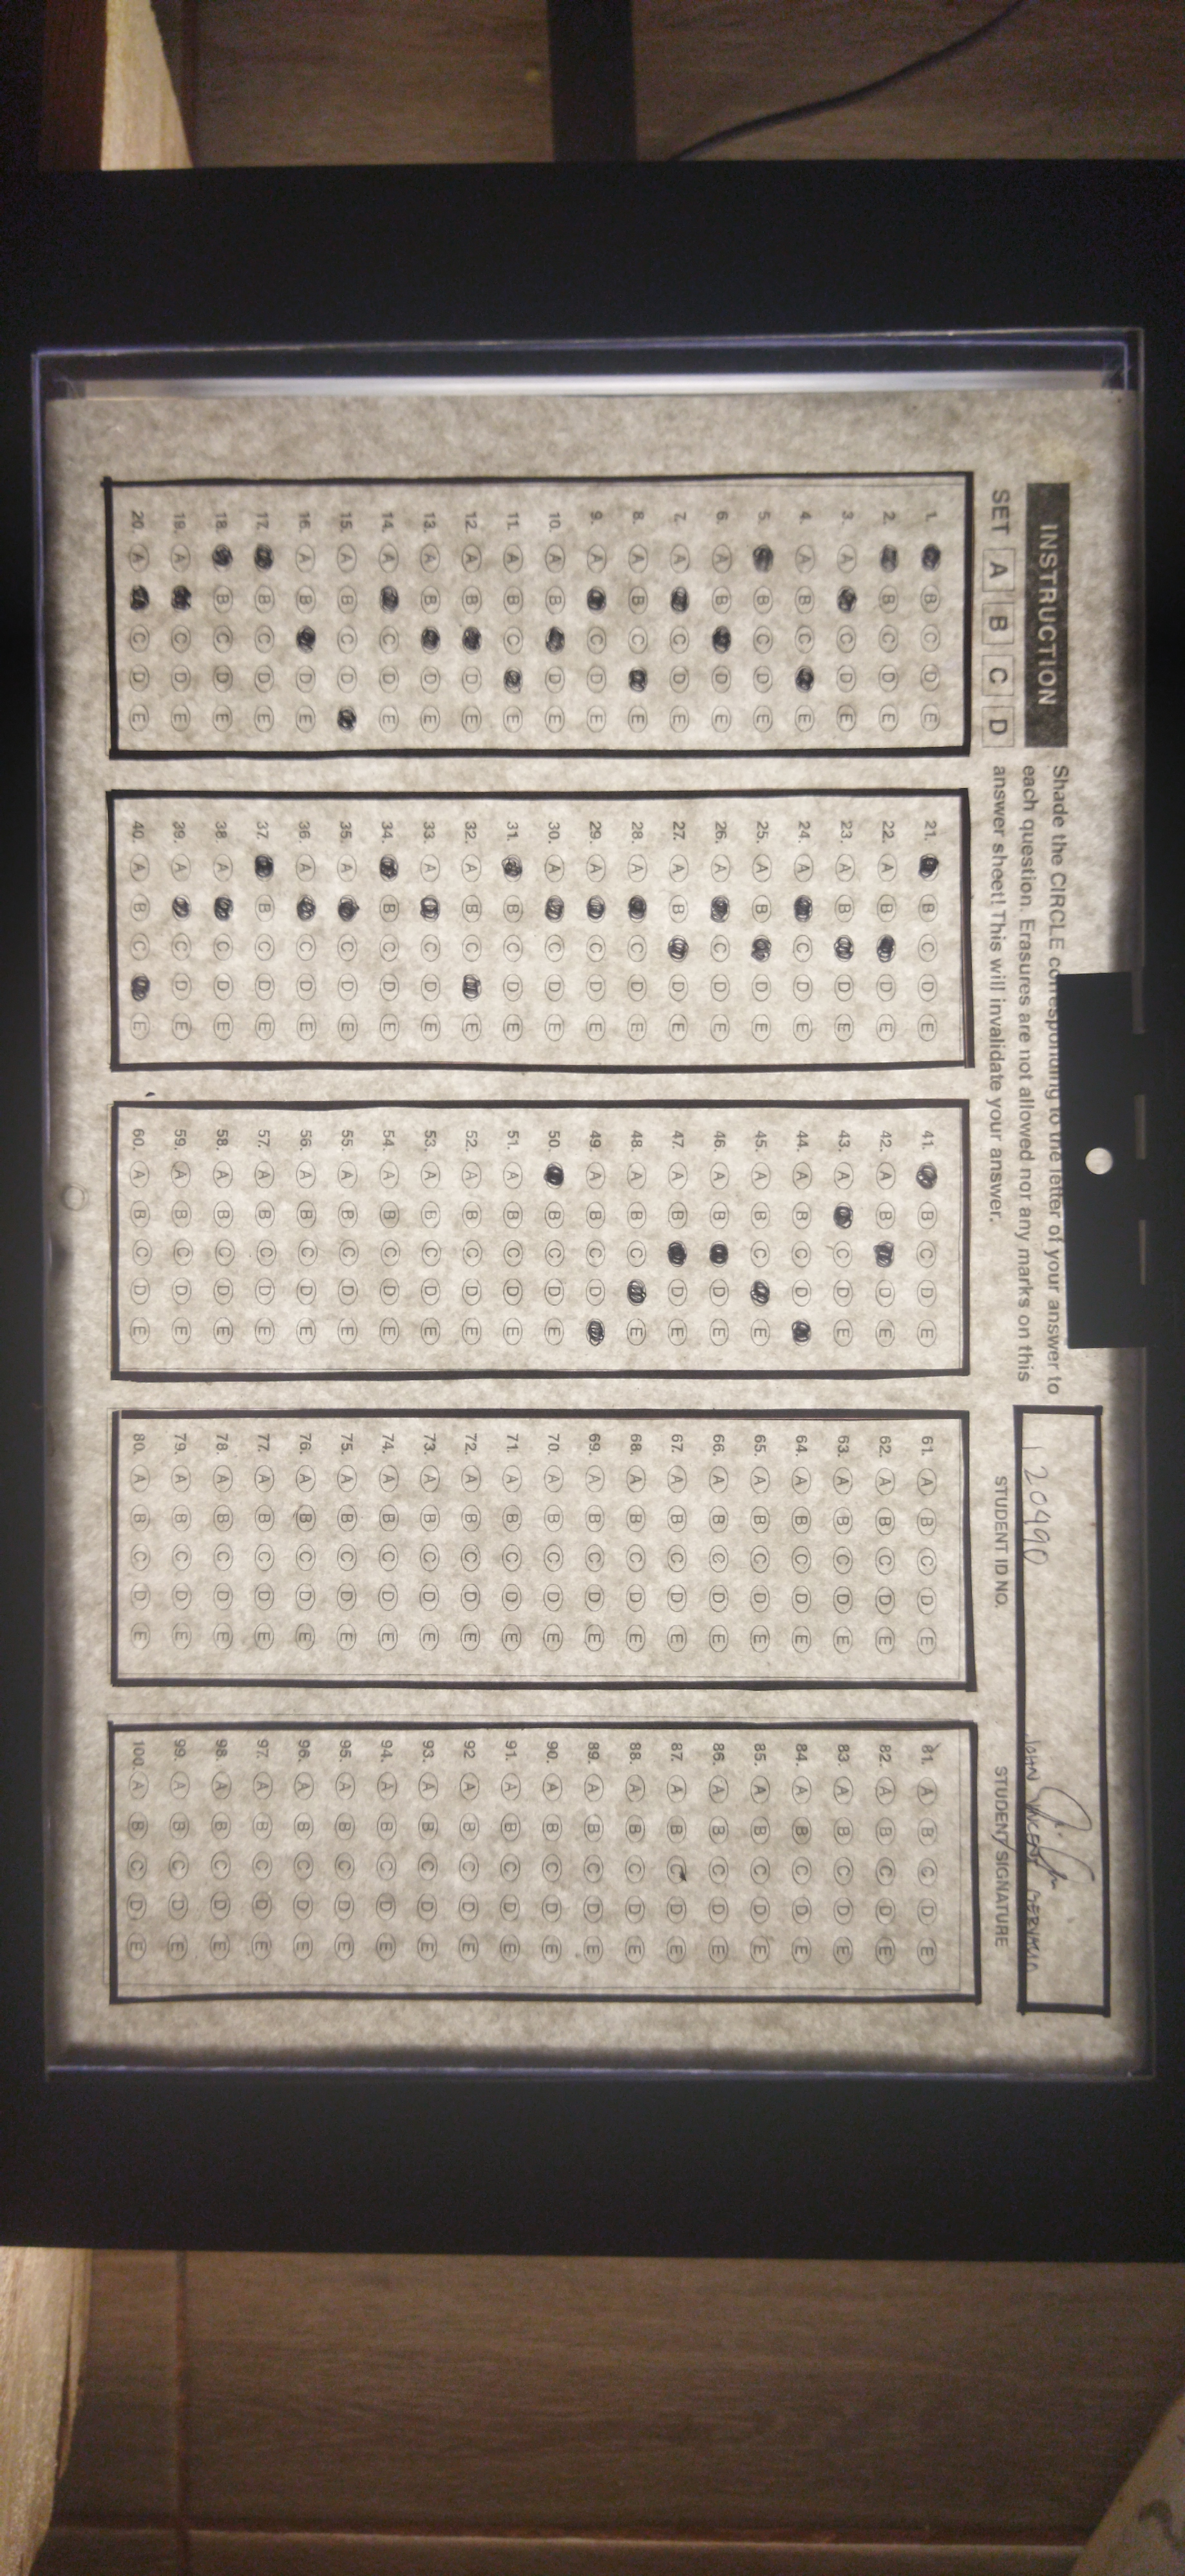 INSTRUCTION
Shade the CIRCLE corresponding to the letter of your answer to
each question. Erasures are not allowed nor any marks on this
answer sheet! This will invalidate your answer.
SET A B C D
120490
JOHN VINCENT
STUDENT ID NO. STUDENT SIGNATURE
1. B C D E
2. B C D E
3. A C D E
4. A B C E
5. B C D E
6. A B D E
7. A C D E
8. A B C E
9. A C D E
10. A B D E
11. A B C E
12. A B D E
13. A B D E
14. A C D E
15. A B C D
16. A B D E
17. B C D E
18. B C D E
19. A C D E
20. A C D E
21. B C D E
22. A B D E
23. A B D E
24. A C D E
25. A B D E
26. A C D E
27. A B D E
28. A C D E
29. A C D E
30. A C D E
31. B C D E
32. A B C E
33. A C D E
34. B C D E
35. A C D E
36. A C D E
37. B C D E
38. A C D E
39. A C D E
40. A B C E
41. B C D E
42. A B D E
43. A C D E
44. A B C D
45. A B C E
46. A B D E
47. A B D E
48. A B C E
49. A B C D
50. B C D E
51. A B C D E
52. A B C D E
53. A B C D E
54. A B C D E
55. A B C D E
56. A B C D E
57. A B C D E
58. A B C D E
59. A B C D E
60. A B C D E
61. A B C D E
62. A B C D E
63. A B C D E
64. A B C D E
65. A B C D E
66. A B C D E
67. A B C D E
68. A B C D E
69. A B C D E
70. A B C D E
71. A B C D E
72. A B C D E
73. A B C D E
74. A B C D E
75. A B C D E
76. A B C D E
77. A B C D E
78. A B C D E
79. A B C D E
80. A B C D E
81. A B C D E
82. A B C D E
83. A B C D E
84. A B C D E
85. A B C D E
86. A B C D E
87. A B C D E
88. A B C D E
89. A B C D E
90. A B C D E
91. A B C D E
92 A B C D E
93. A B C D E
94. A B C D E
95. A B C D E
96. A B C D E
97. A B C D E
98. A B C D E
99. A B C D E
100. A B C D E